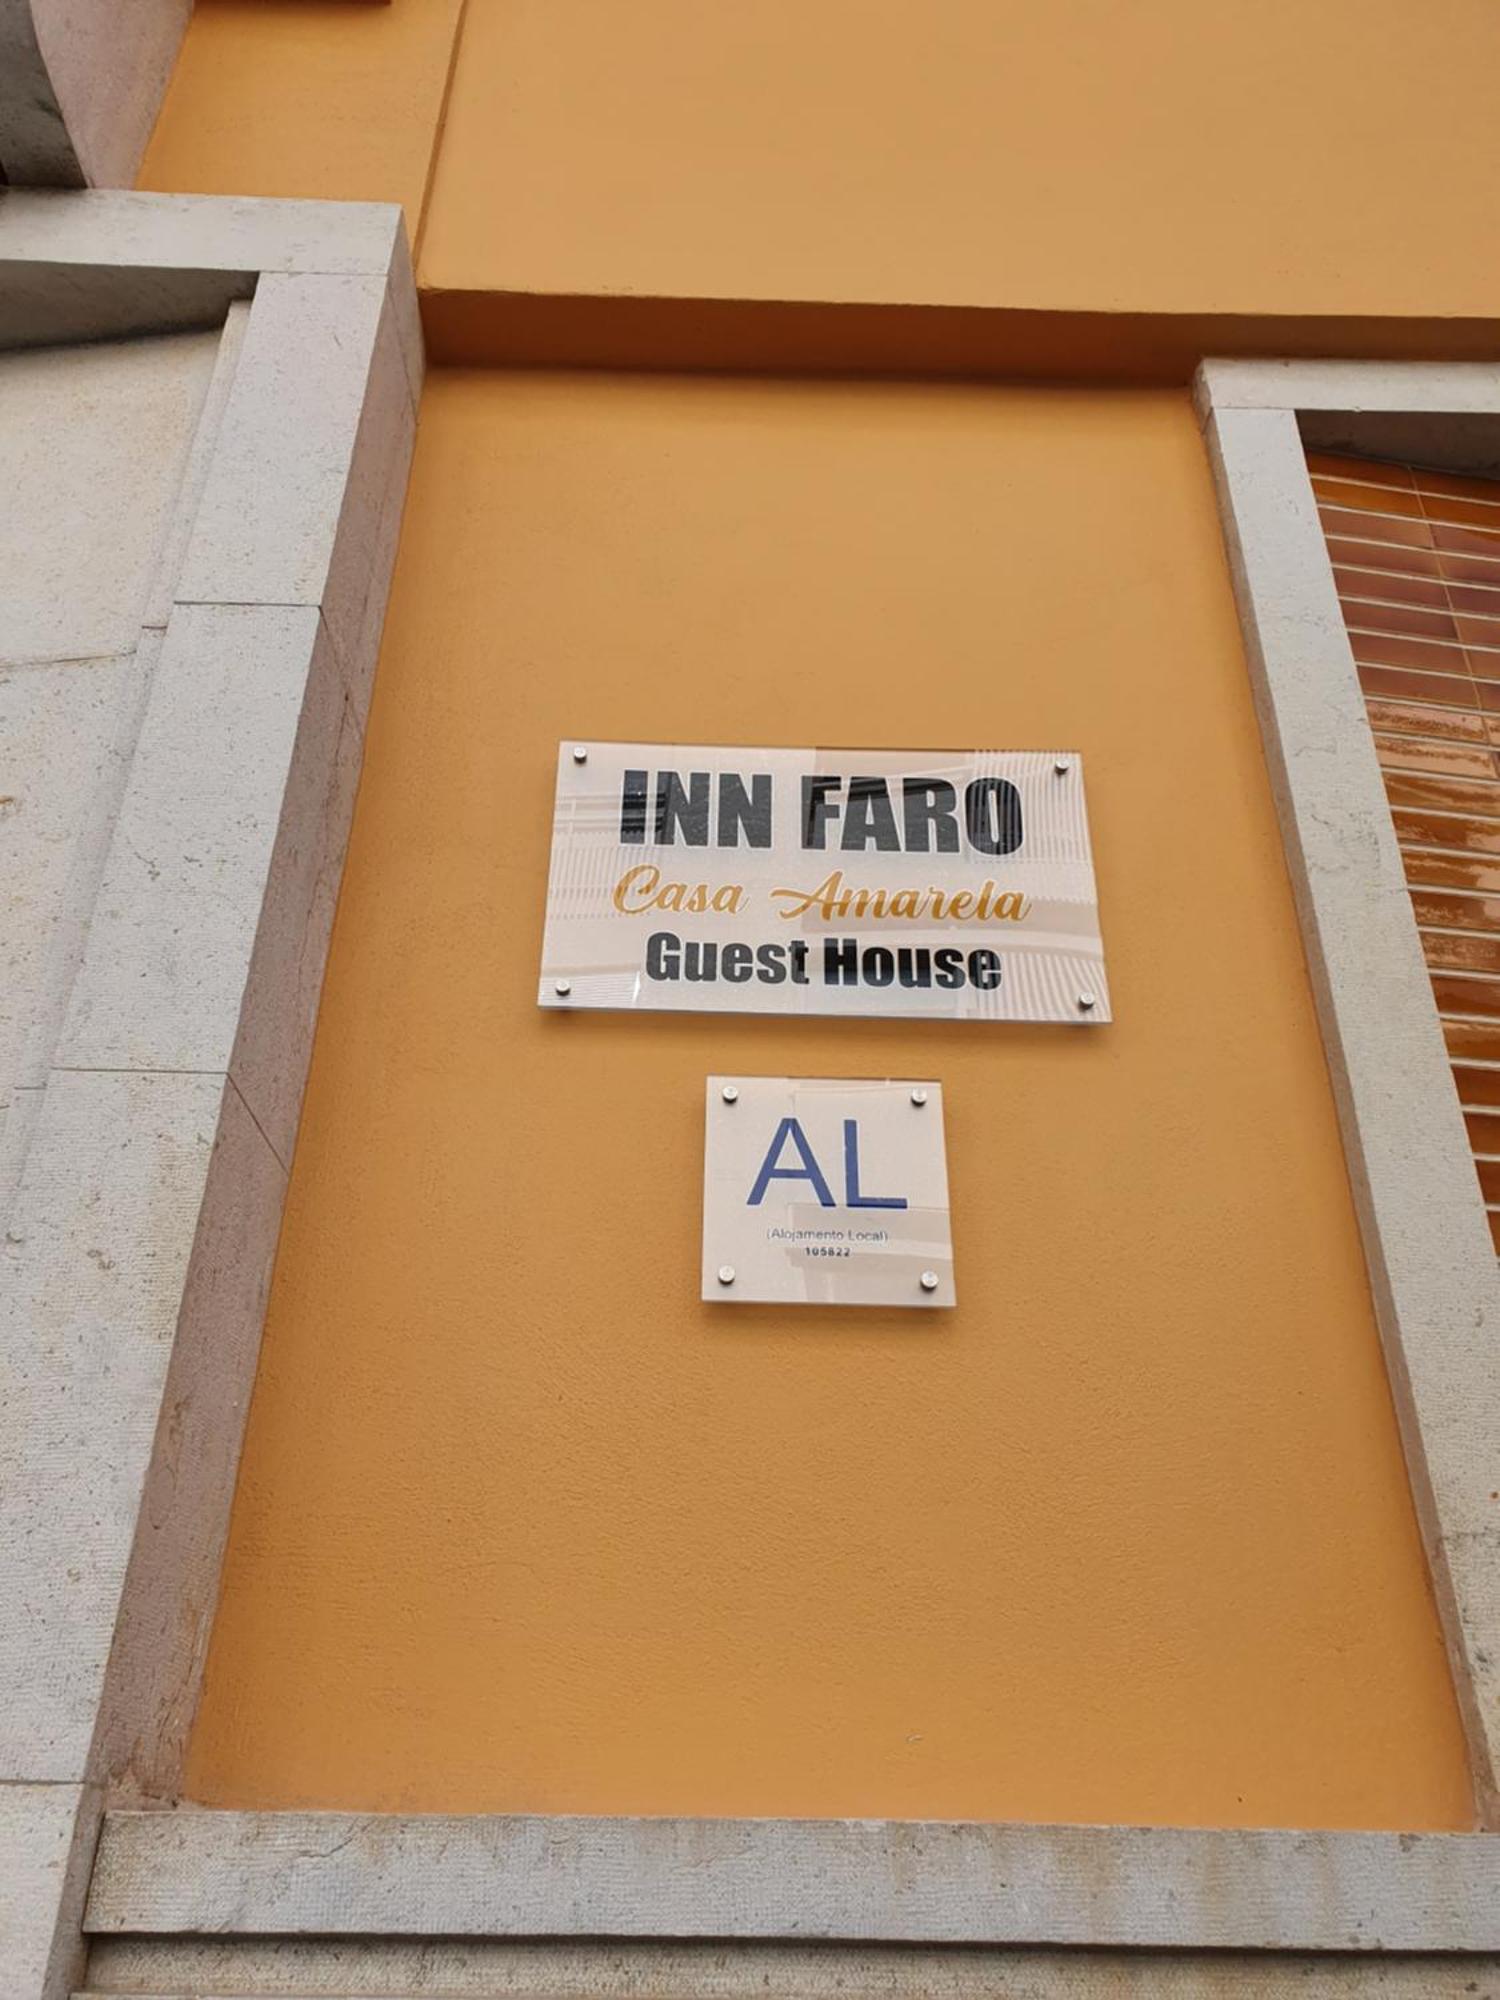 INN FARO
Casa Amarela
Guest House
AL
(Alojamento Local)
105822